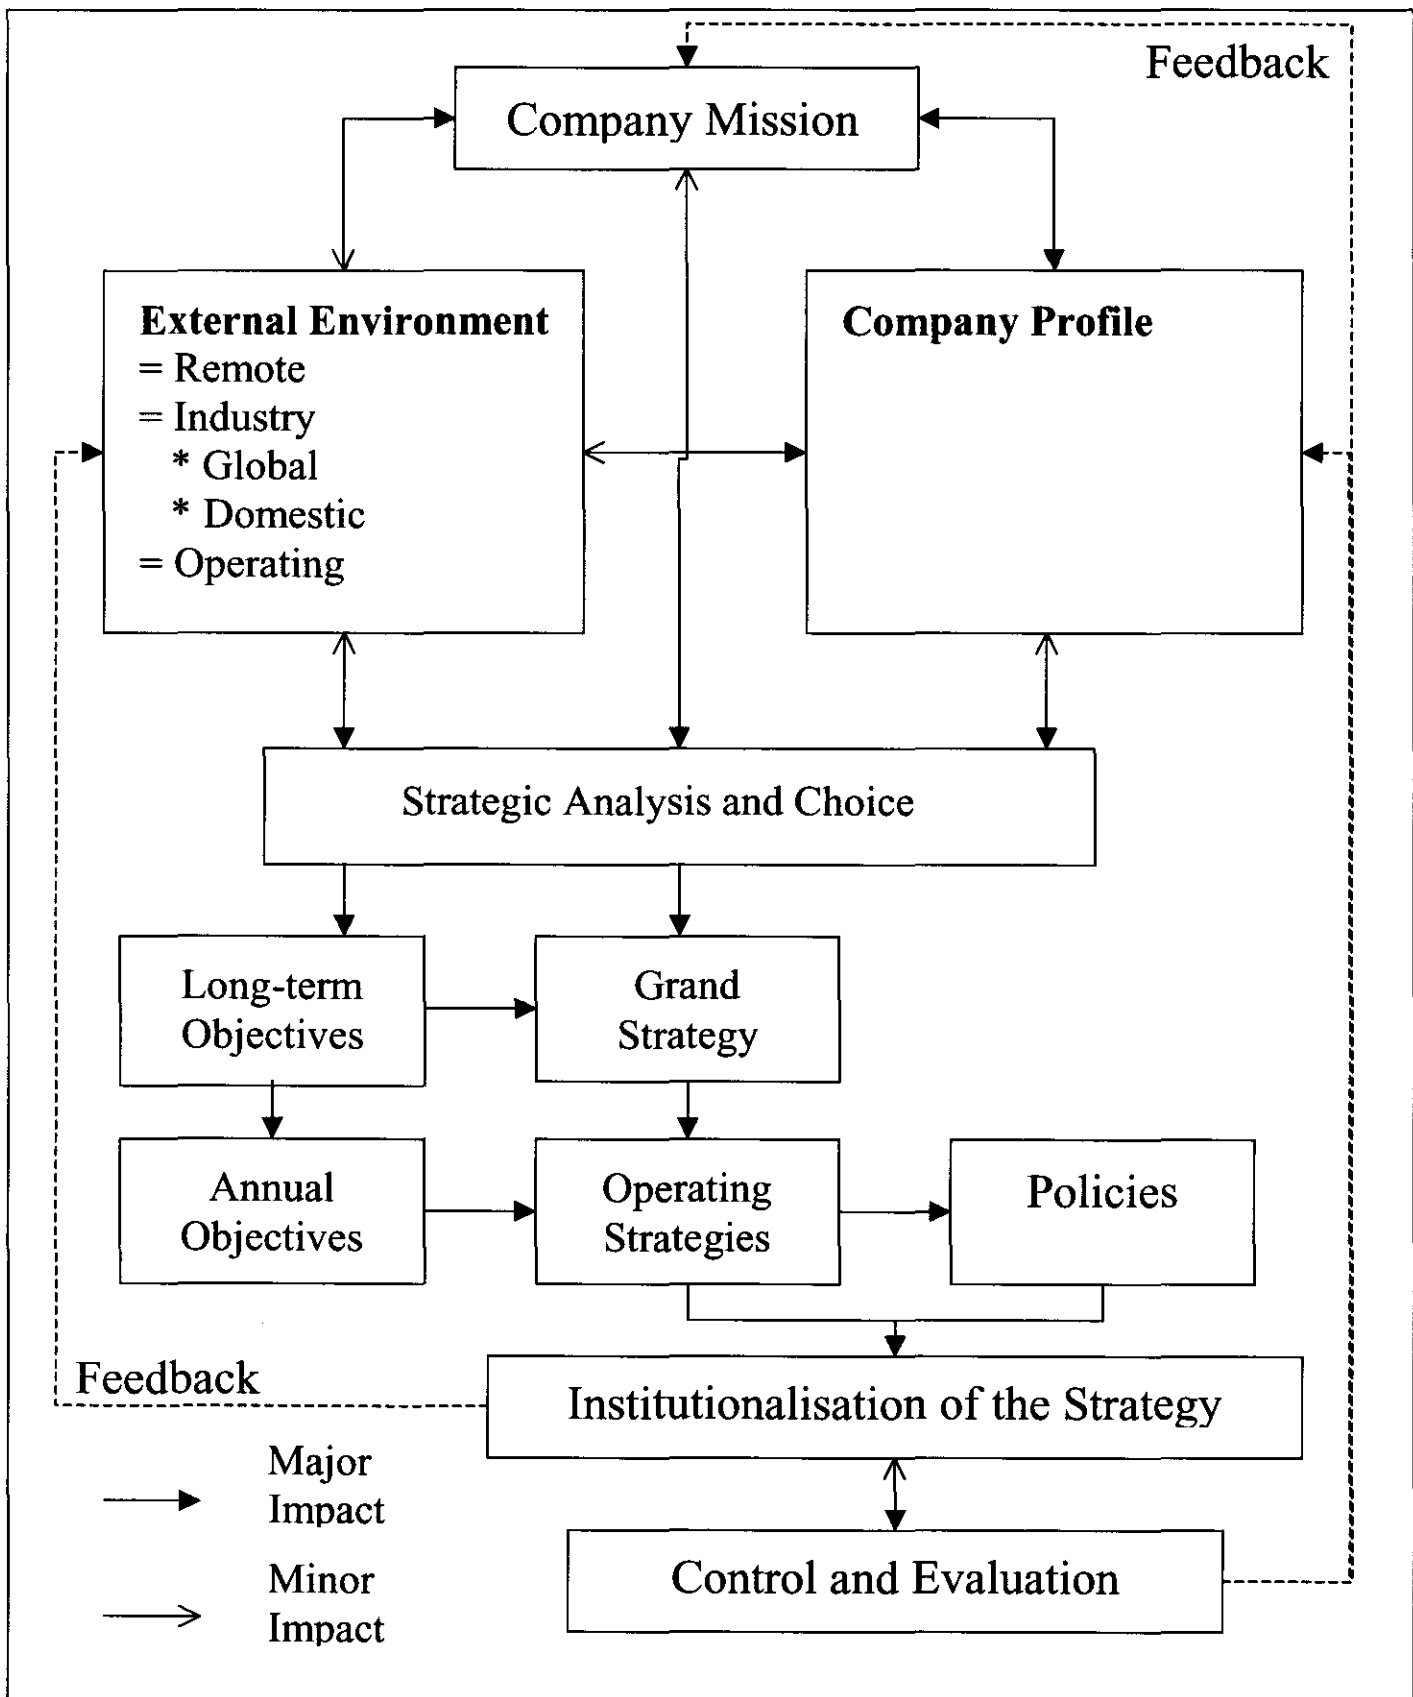 Feedback
Company Mission
External Environment
= Remote
= Industry
* Global
* Domestic
= Operating
Company Profile
Strategic Analysis and Choice
Long-term
Objectives
Grand
Strategy
Annual
Objectives
Operating
Strategies
Policies
Feedback
Institutionalisation of the Strategy
Major
Impact
Control and Evaluation
Minor
Impact